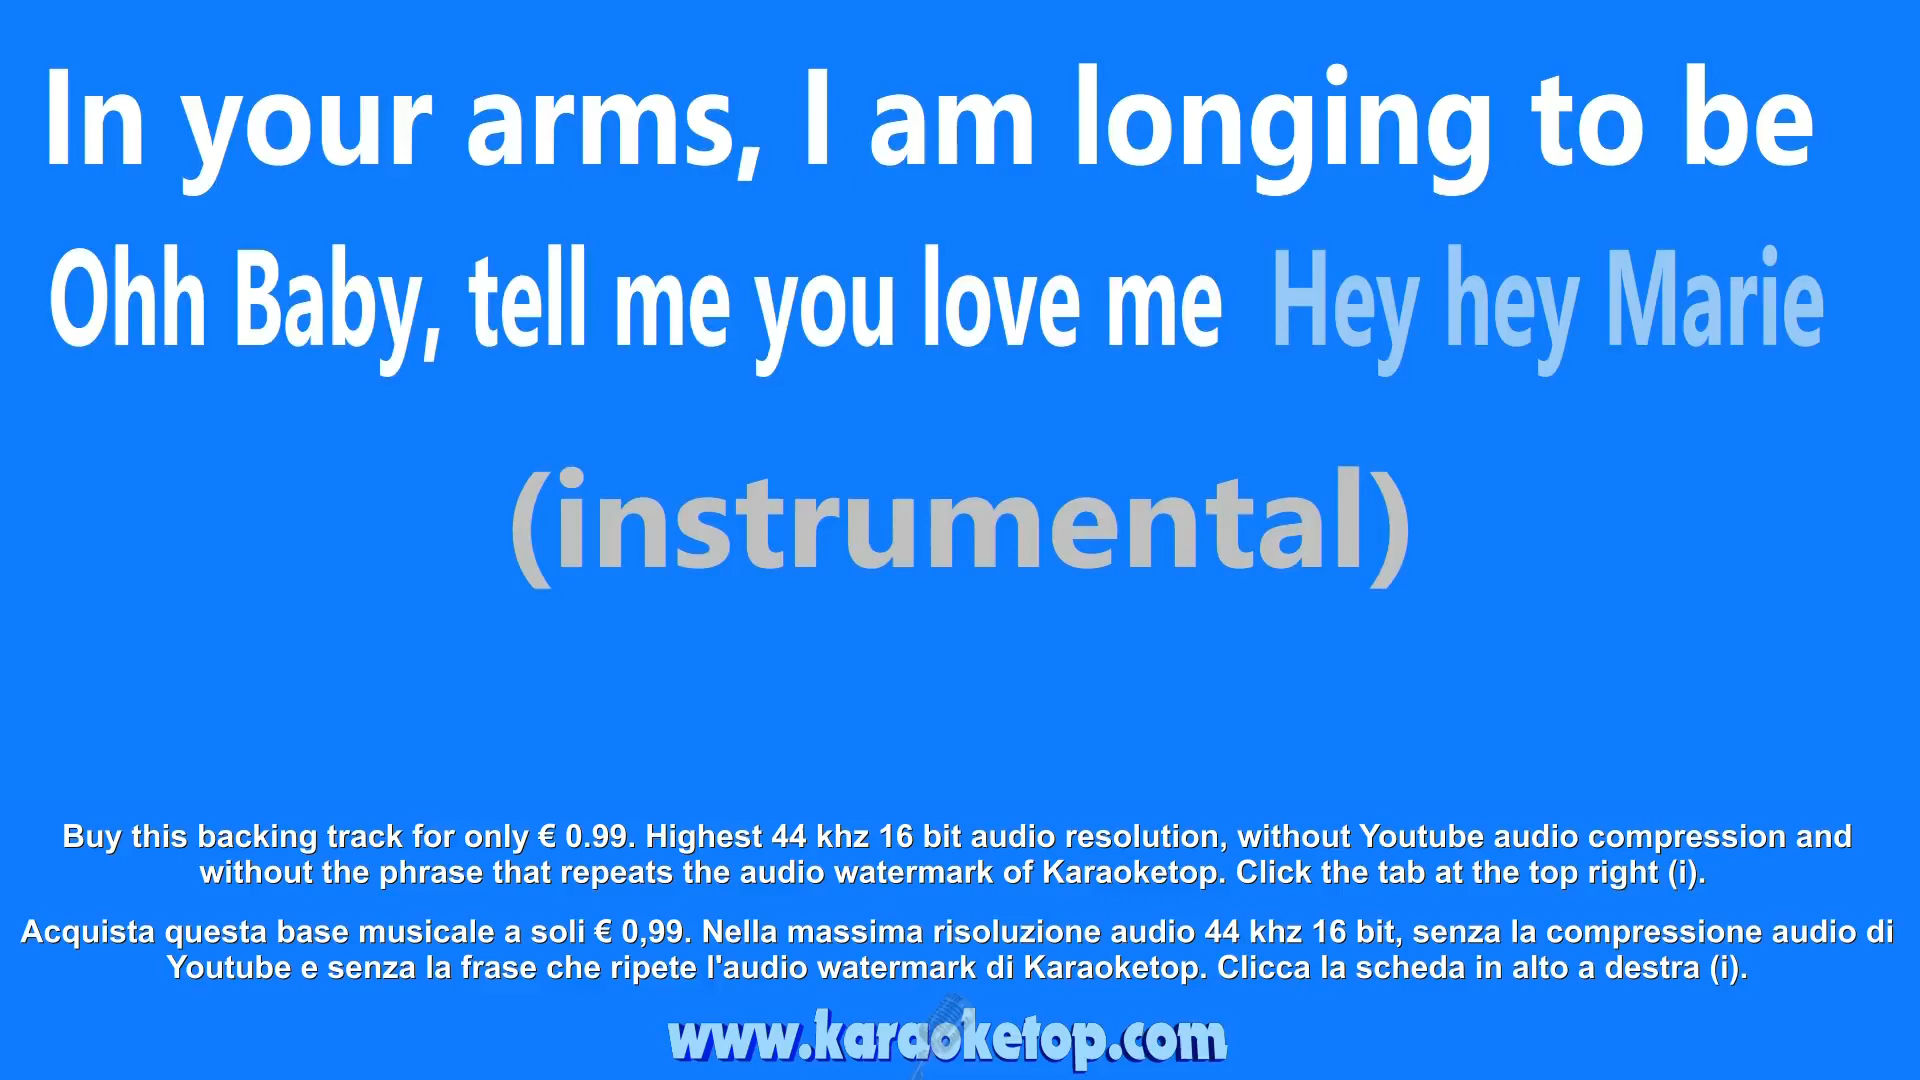 In your arms, I am longing to be
Ohh Baby, tell me you love me Hey hey Marie
(instrumental)
Buy this backing track for only € 0.99. Highest 44 khz 16 bit audio resolution, without Youtube audio compression and
without the phrase that repeats the audio watermark of Karaoketop. Click the tab at the top right (i).
Acquista questa base musicale a soli € 0,99. Nella massima risoluzione audio 44 khz 16 bit, senza la compressione audio di
Youtube e senza la frase che ripete l'audio watermark di Karaoketop. Clicca la scheda in alto a destra (i).
www.karaoketop.com